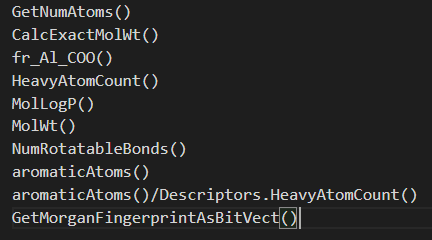 GetNumAtoms()
CalcExactMolWt()
fr_Al_COO()
HeavyAtomCount()
MolLogP()
MolWt()
NumRotatableBonds()
aromaticAtoms()
aromaticAtoms()/Descriptors.HeavyAtomCount()
GetMorganFingerprintAsBitVect()